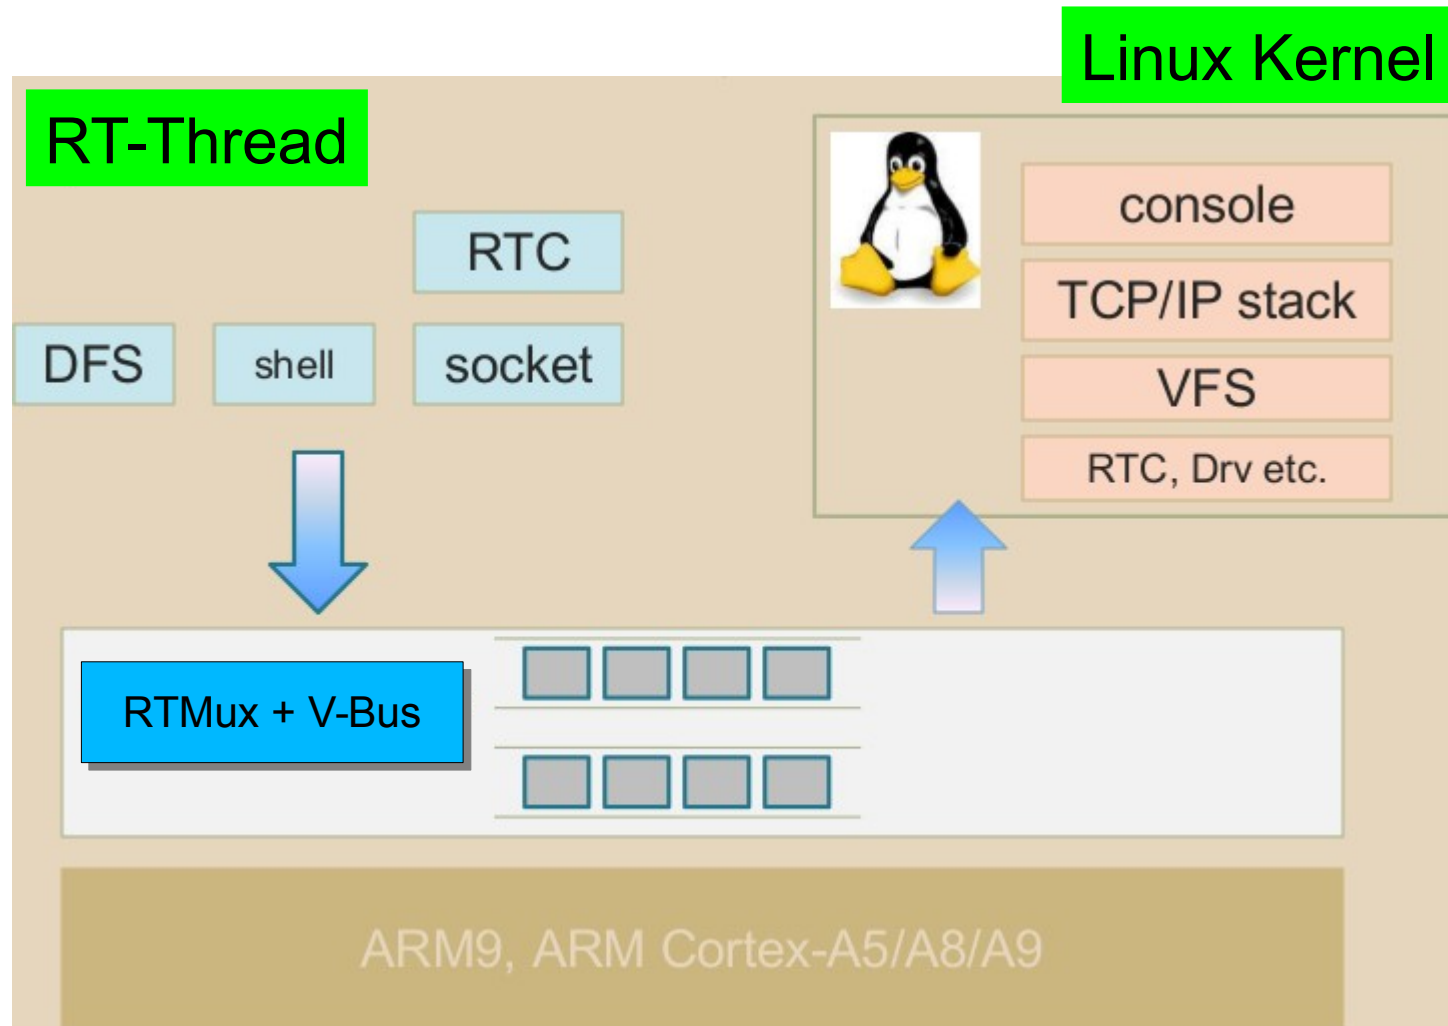 Linux Kernel
RT-Thread
RTC
DFS
shell
socket
console
TCP/IP stack
VFS
RTC, Drv etc.
RTMux + V-Bus
ARM9, ARM Cortex-A5/A8/A9